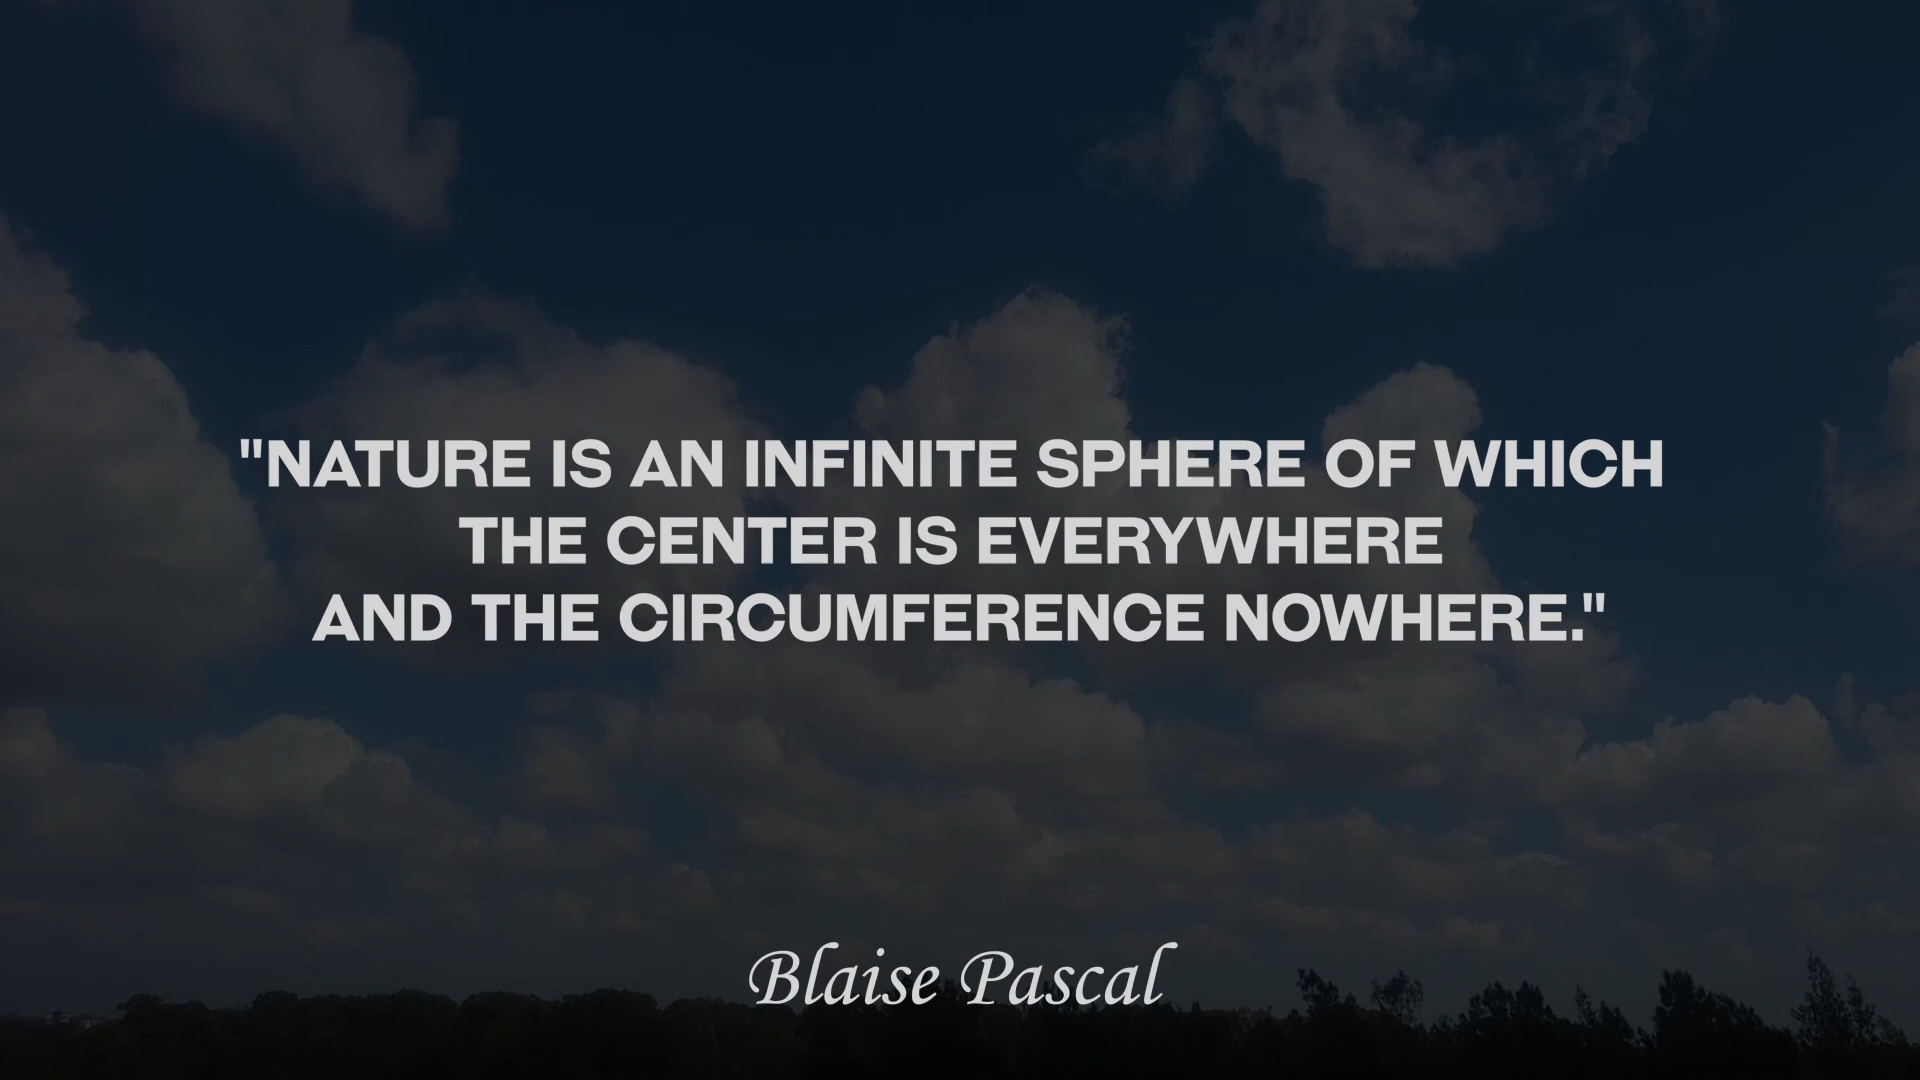 "NATURE IS AN INFINITE SPHERE OF WHICH
THE CENTER IS EVERYWHERE
AND THE CIRCUMFERENCE NOWHERE."
Blaise Pascal